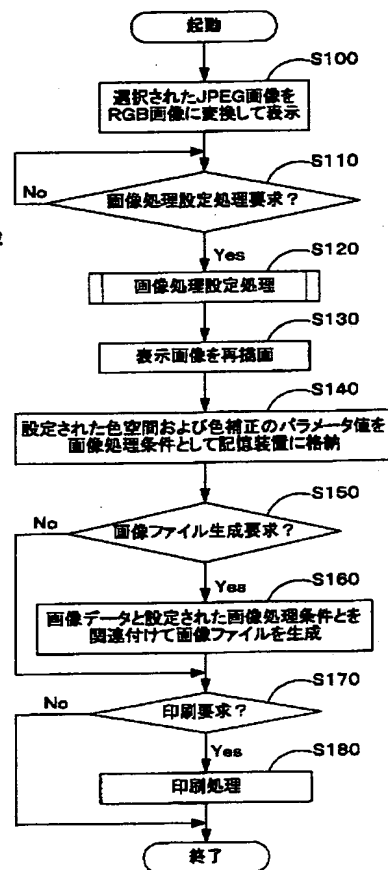 起動
S100
選択されたJPEG画像を
RGB画像に変換して表示
S110
画像処理設定処理要求？
No
Yes
S120
画像処理設定処理
S130
表示画像を再描画
S140
設定された色空間および色補正のパラメータ値を
画像処理条件として記憶装置に格納
S150
No
画像ファイル生成要求？
Yes
S160
画像データと設定された画像処理条件とを
関連付けて画像ファイルを生成
S170
No
印刷要求？
Yes
S180
印刷処理
終了